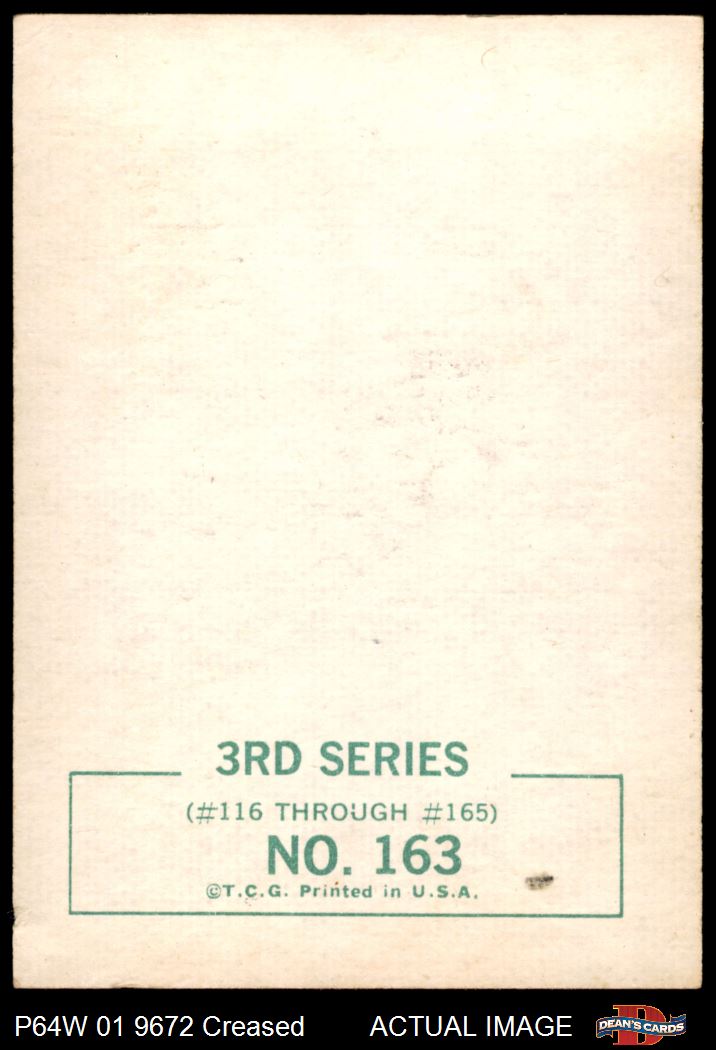 3RD SERIES
(#116 THROUGH #165)
NO. 163
©T.C.G. Printed in U.S.A.
P64W 01 9672 Creased ACTUAL IMAGE
D
DEAN'S CARDS